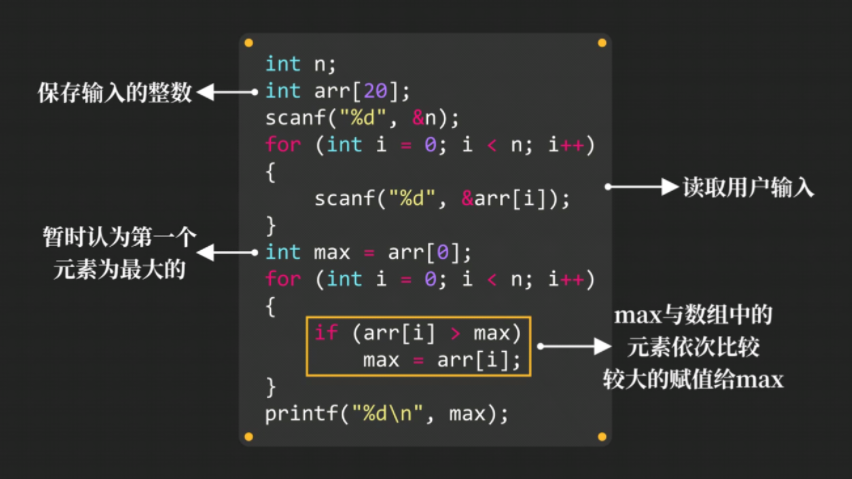 int n;
保存输入的整数
int arr[20];
scanf("%d", &n);
for (int i = 0; i < n; i++)
{
读取用户输入
scanf("%d", &arr[i]);
}
暂时认为第一个
元素为最大的
int max = arr[0];
for (int i = 0; i < n; i++)
{
if (arr[i] > max)
max = arr[i];
max与数组中的
元素依次比较
较大的赋值给max
}
printf("%d\n", max);